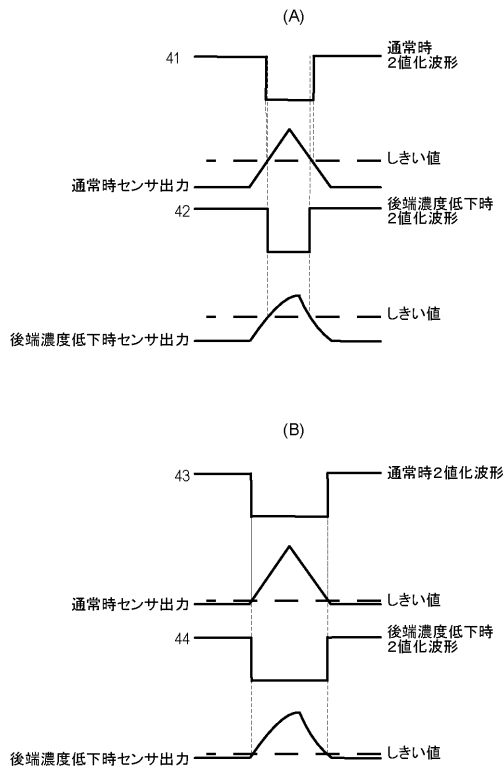 (A)
41
通常時
2値化波形
しきい値
通常時センサ出力
42
後端濃度低下時
2値化波形
しきい値
後端濃度低下時センサ出力
(B)
43
通常時2値化波形
しきい値
通常時センサ出力
44
後端濃度低下時
2値化波形
しきい値
後端濃度低下時センサ出力